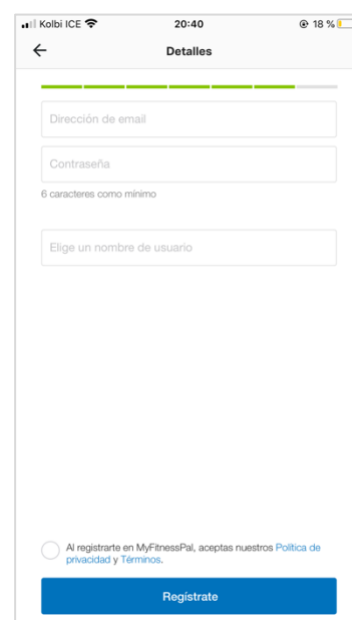 Kolbi ICE 20:40 18 %
Detalles
Dirección de email
Contraseña
6 caracteres como mínimo
Elige un nombre de usuario
Al registrarte en MyFitnessPal, aceptas nuestros Política de
privacidad y Términos.
Regístrate